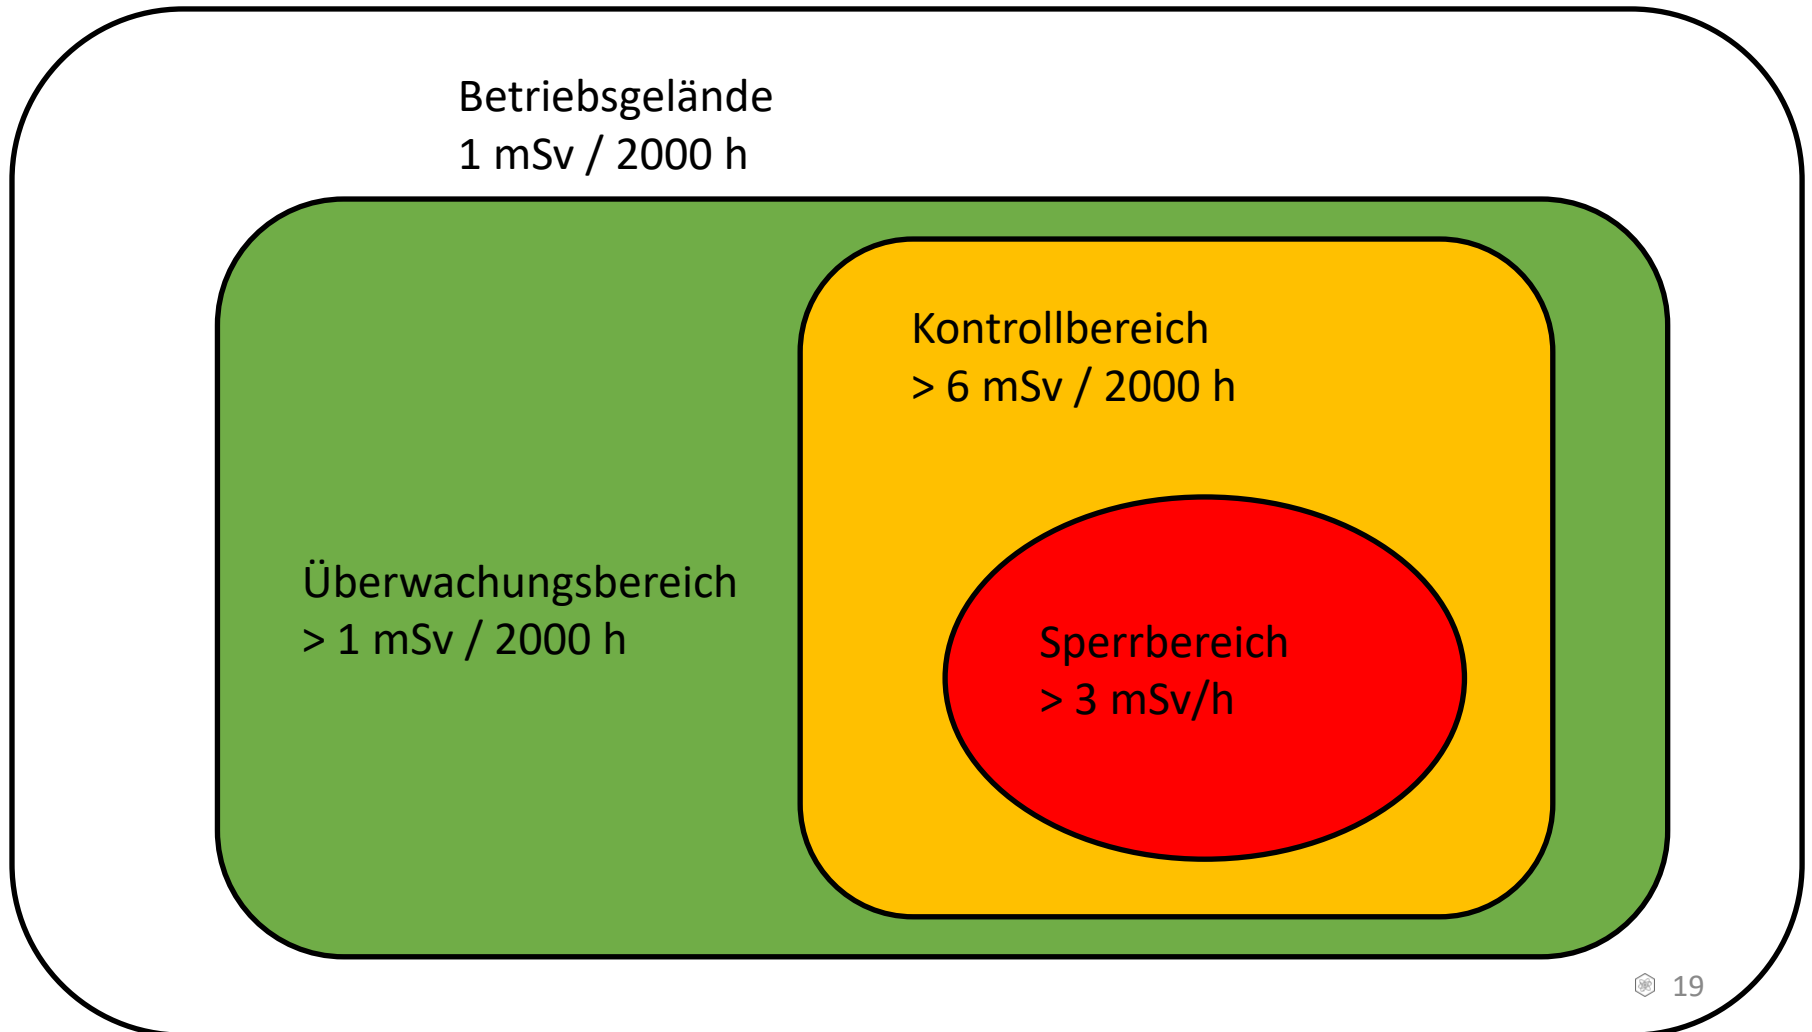 Betriebsgelände
1 mSv / 2000 h
Kontrollbereich
> 6 mSv / 2000 h
Überwachungsbereich
> 1 mSv / 2000 h
Sperrbereich
> 3 mSv/h
19